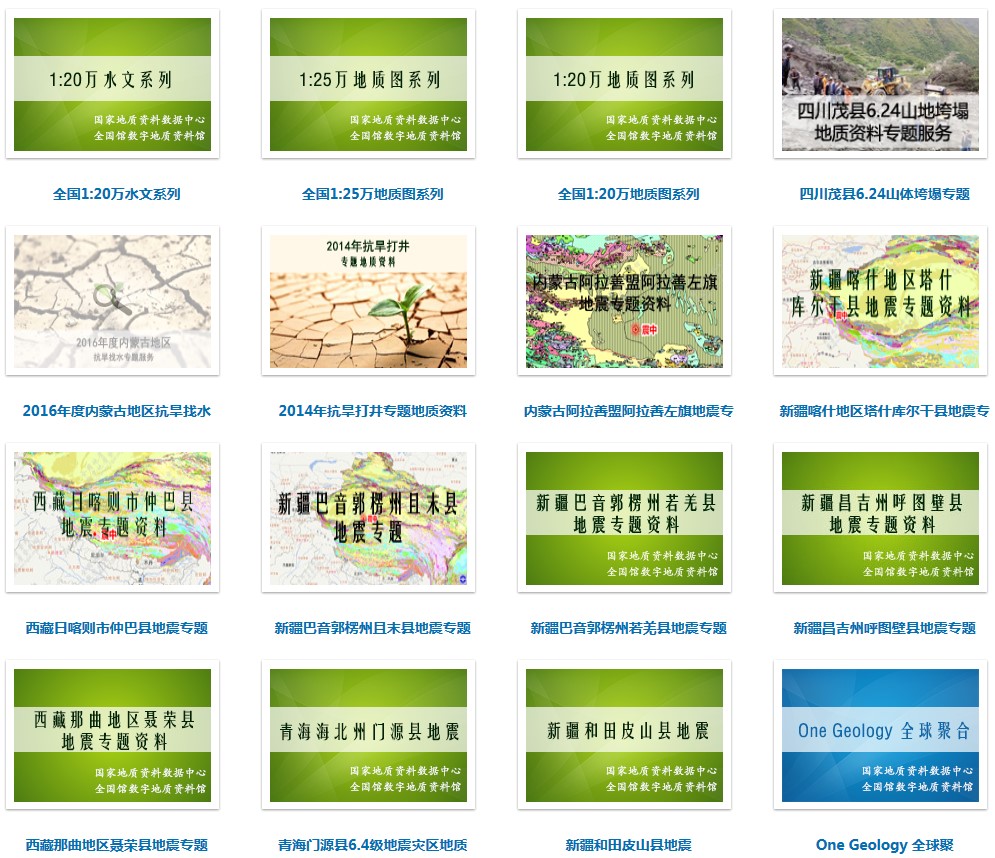 1:20万水文系列
国家地质资料数据中心
全国馆数字地质资料馆
全国1:20万水文系列
1:25万地质图系列
国家地质资料数据中心
全国馆数字地质资料馆
全国1:25万地质图系列
1:20万地质图系列
国家地质资料数据中心
全国馆数字地质资料馆
全国1:20万地质图系列
四川茂县6.24山地垮塌
地质资料专题服务
四川茂县6.24山体垮塌专题
2016年度内蒙古地区
抗旱找水专题服务
2016年度内蒙古地区抗旱找水
2014年抗旱打井
专题地质资料
2014年抗旱打井专题地质资料
内蒙古阿拉善盟阿拉善左旗
地震专题资料
震中
内蒙古阿拉善盟阿拉善左旗地震专
新疆喀什地区塔什
库尔干县地震专题资料
震中
新疆喀什地区塔什库尔干县地震专
西藏日喀则市仲巴县
地震专题资料
震中
西藏日喀则市仲巴县地震专题
新疆巴音郭楞州且末县
地震专题
新疆巴音郭楞州且末县地震专题
新疆巴音郭楞州若羌县
地震专题资料
国家地质资料数据中心
全国馆数字地质资料馆
新疆巴音郭楞州若羌县地震专题
新疆昌吉州呼图壁县
地震专题资料
国家地质资料数据中心
全国馆数字地质资料馆
新疆昌吉州呼图壁县地震专题
西藏那曲地区聂荣县
地震专题资料
国家地质资料数据中心
全国馆数字地质资料馆
西藏那曲地区聂荣县地震专题
青海海北州门源县地震
国家地质资料数据中心
全国馆数字地质资料馆
青海门源县6.4级地震灾区地质
新疆和田皮山县地震
国家地质资料数据中心
全国馆数字地质资料馆
新疆和田皮山县地震
One Geology 全球聚合
国家地质资料数据中心
全国馆数字地质资料馆
One Geology 全球聚